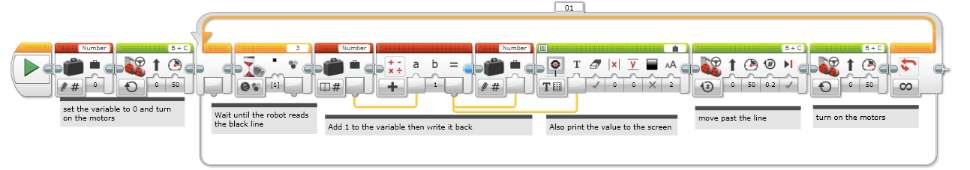 01
Number
B + C
3
Number
Number
B + C
B + C
#
0
0
50
[1]
#
a
b
=
1
#
T
x
y
AA
T
0
0
2
0
50
0.2
0
50
set the variable to 0 and turn
on the motors
Wait until the robot reads
the black line
Add 1 to the variable then write it back
Also print the value to the screen
move past the line
turn on the motors